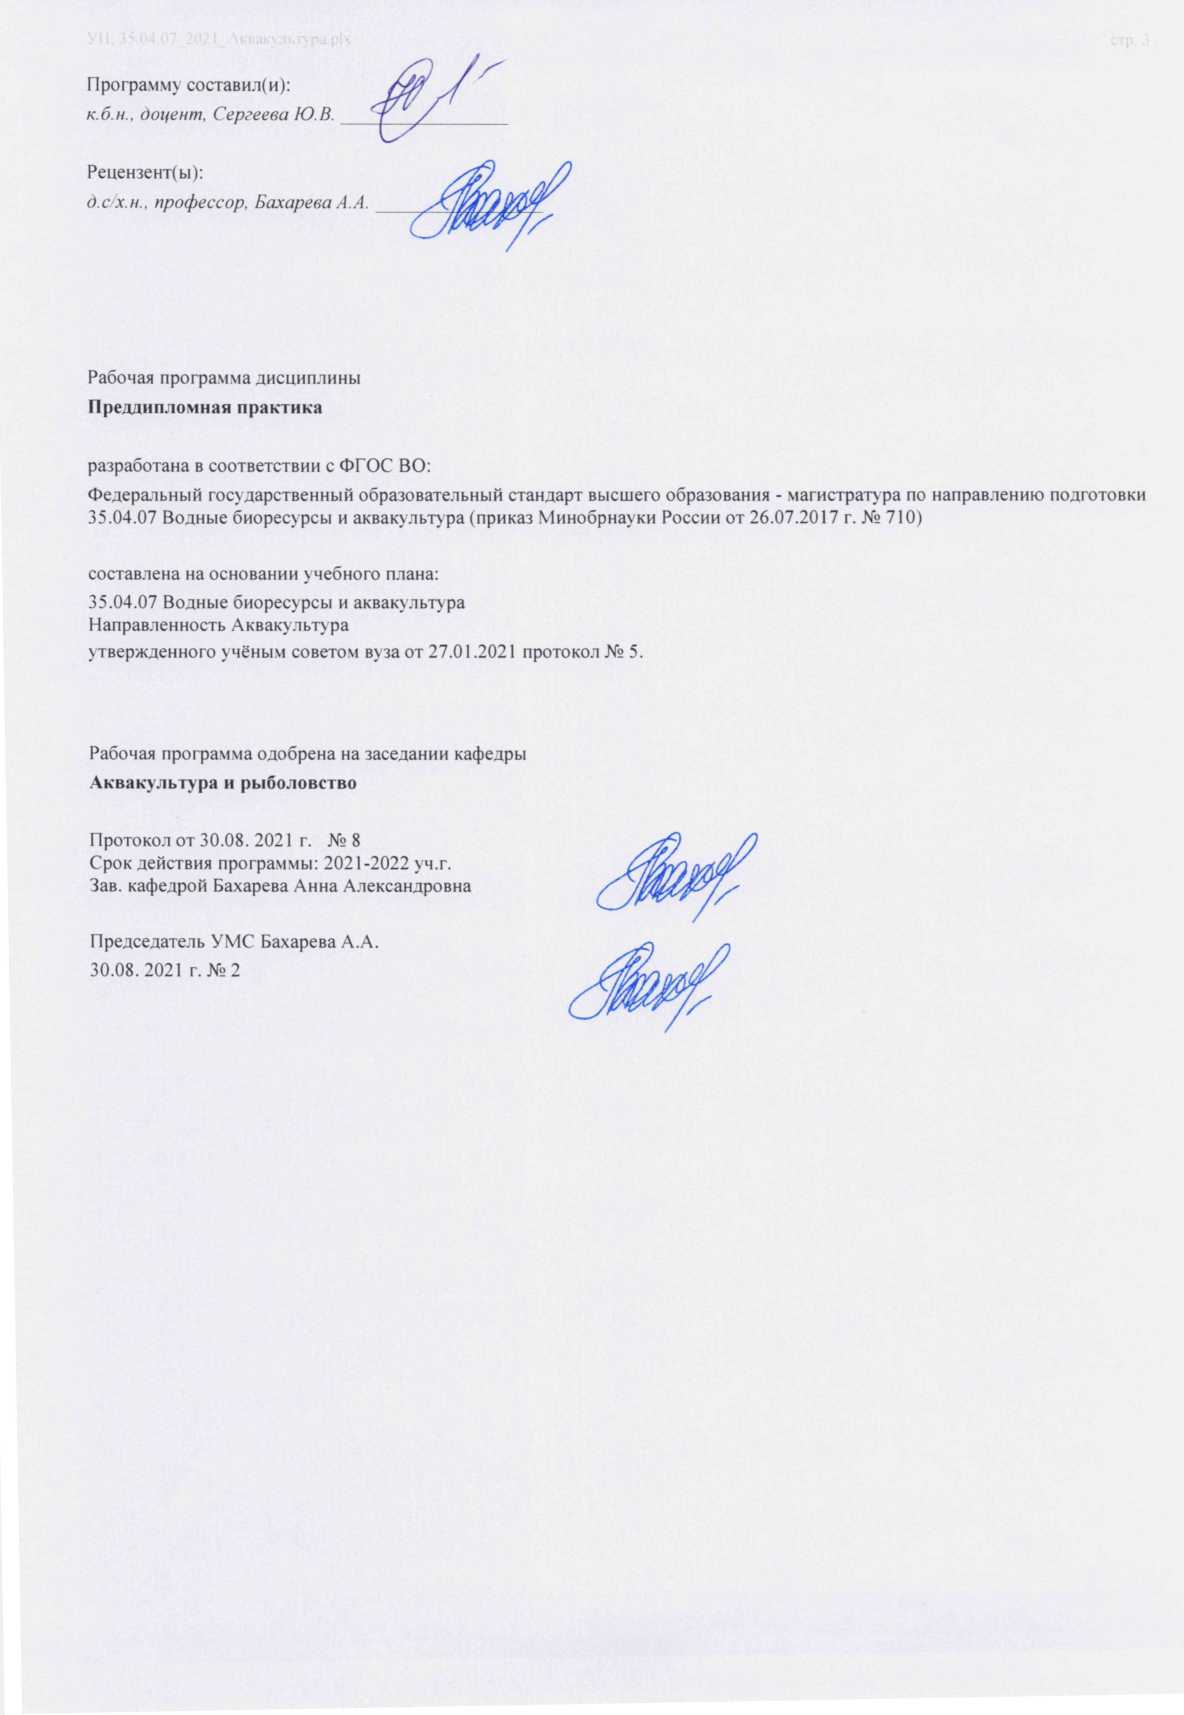 УП: 35.04.07_2021_Аквакультура.plx стр. 3
Программу составил(и):
к.б.н., доцент, Сергеева Ю.В.
Рецензент(ы):
д.с/х.н., профессор, Бахарева А.А.
Рабочая программа дисциплины
Преддипломная практика
разработана в соответствии с ФГОС ВО:
Федеральный государственный образовательный стандарт высшего образования - магистратура по направлению подготовки
35.04.07 Водные биоресурсы и аквакультура (приказ Минобрнауки России от 26.07.2017 г. № 710)
составлена на основании учебного плана:
35.04.07 Водные биоресурсы и аквакультура
Направленность Аквакультура
утвержденного учёным советом вуза от 27.01.2021 протокол № 5.
Рабочая программа одобрена на заседании кафедры
Аквакультура и рыболовство
Протокол от 30.08. 2021 г. № 8
Срок действия программы: 2021-2022 уч.г.
Зав. кафедрой Бахарева Анна Александровна
Председатель УМС Бахарева А.А.
30.08. 2021 г. № 2